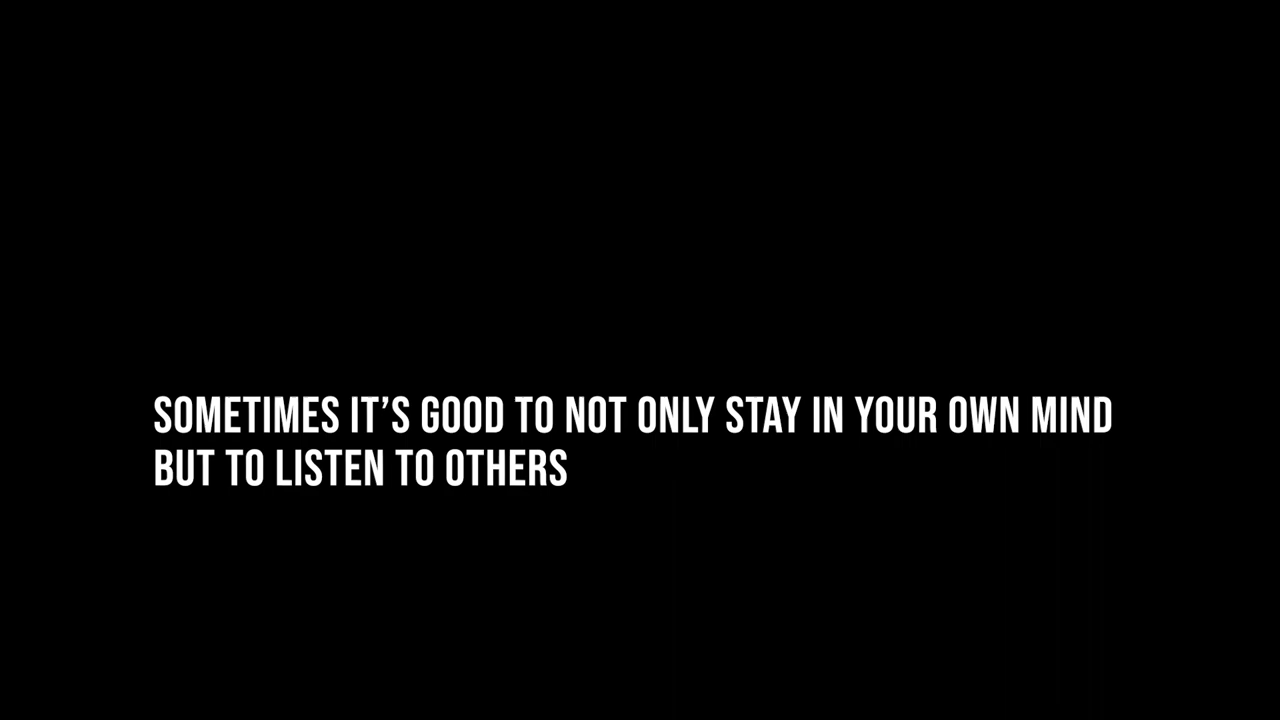 SOMETIMES IT’S GOOD TO NOT ONLY STAY IN YOUR OWN MIND
BUT TO LISTEN TO OTHERS